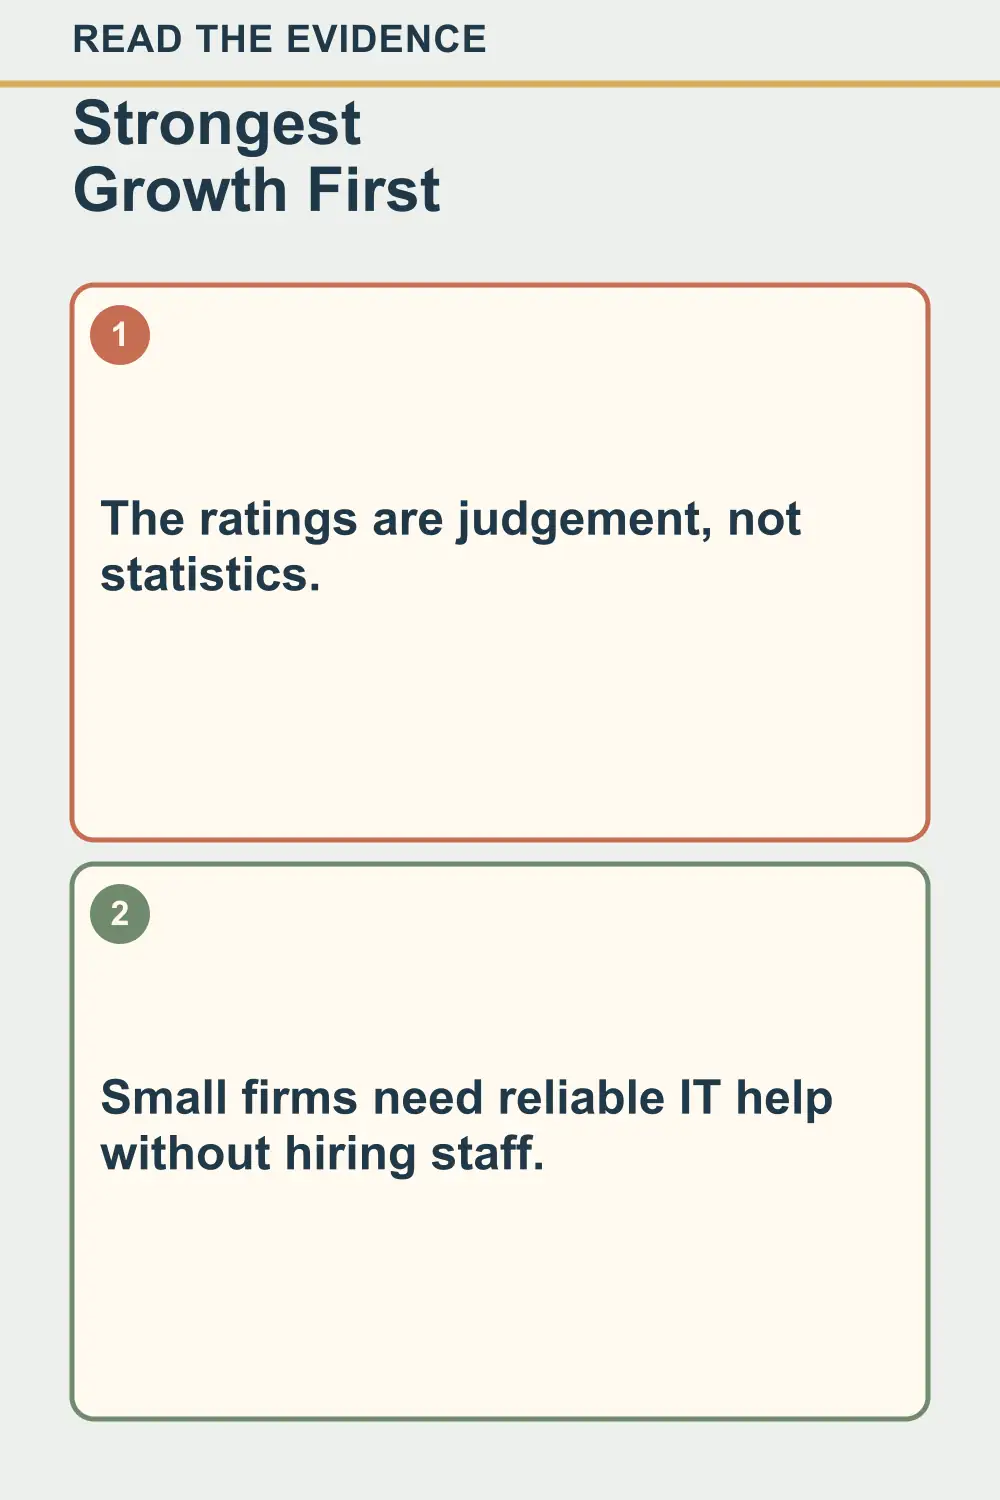 READ THE EVIDENCE
Strongest
Growth First
1
The ratings are judgement, not
statistics.
2
Small firms need reliable IT help
without hiring staff.